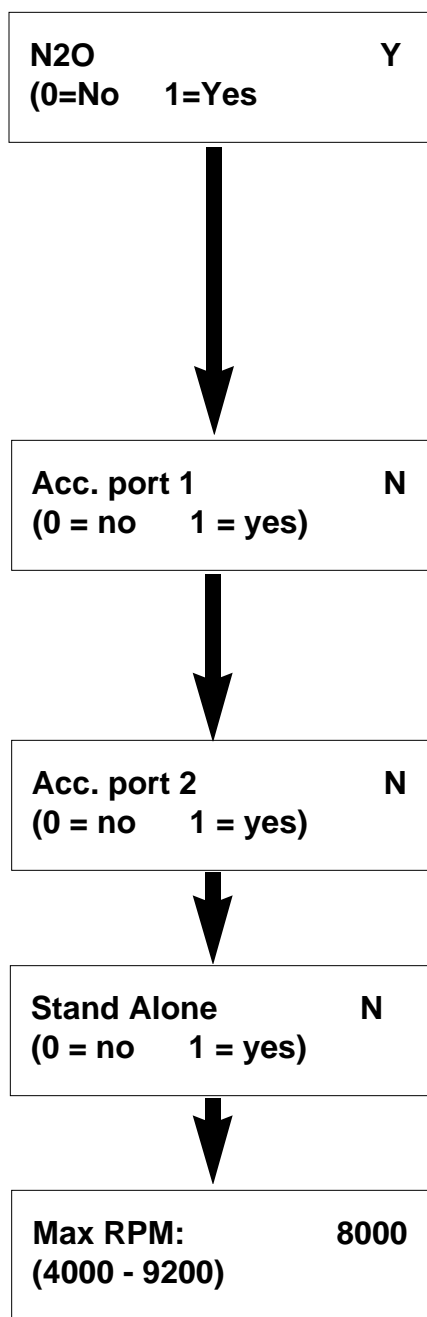 N2O Y
(0=No 1=Yes
Acc. port 1 N
(0 = no 1 = yes)
Acc. port 2 N
(0 = no 1 = yes)
Stand Alone N
(0 = no 1 = yes)
Max RPM: 8000
(4000 - 9200)